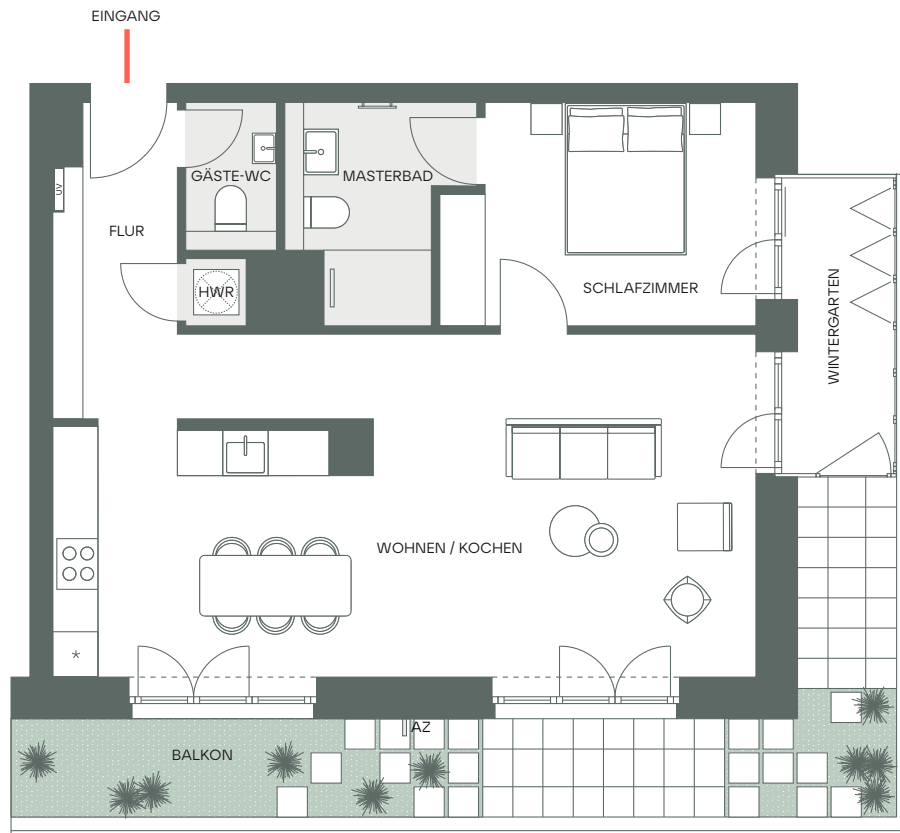 EINGANG
UV
GÄSTE-WC
MASTERBAD
FLUR
HWR
SCHLAFZIMMER
WINTERGARTEN
WOHNEN / KOCHEN
*
AZ
BALKON